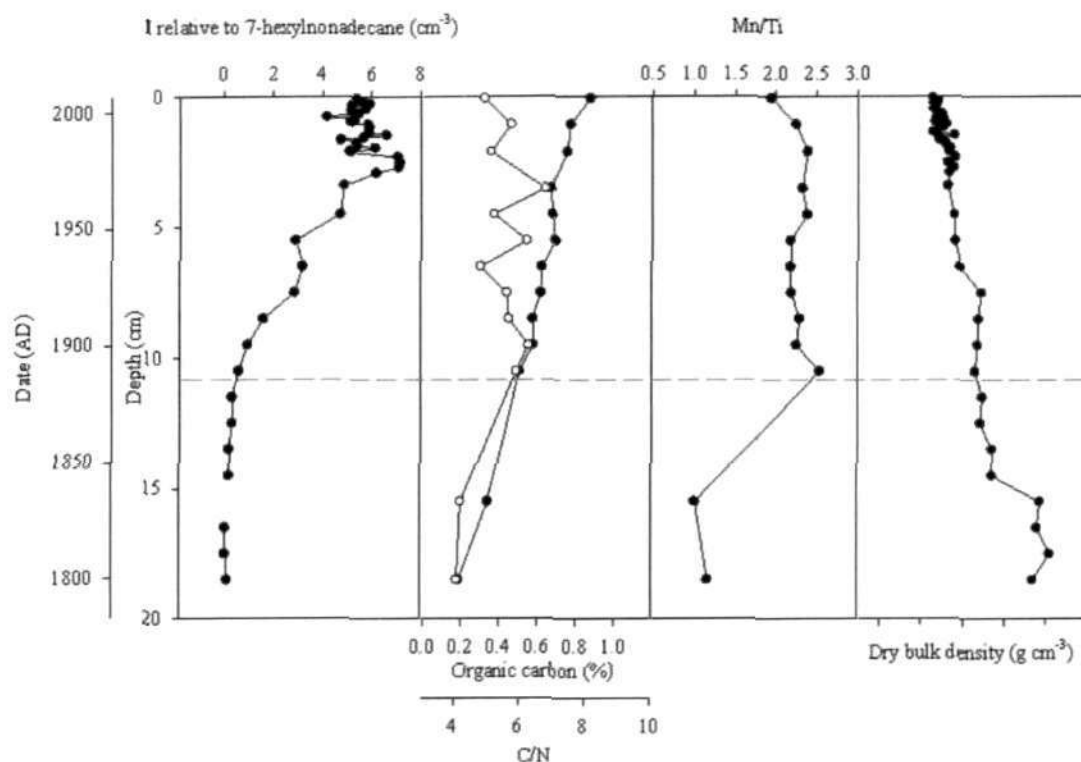 l relative to 7-hexylnonadecane (cm-3)
Mn/Ti
0 2 4 6 8
0.5 1.0 1.5 2.0 2.5 3.0
2000
1950
1900
1850
1800
Date (AD)
0
5
10
15
20
Depth (cm)
0.0 0.2 0.4 0.6 0.8 1.0
Organic carbon (%)
Dry bulk density (g cm-3)
4 6 8 10
C/N